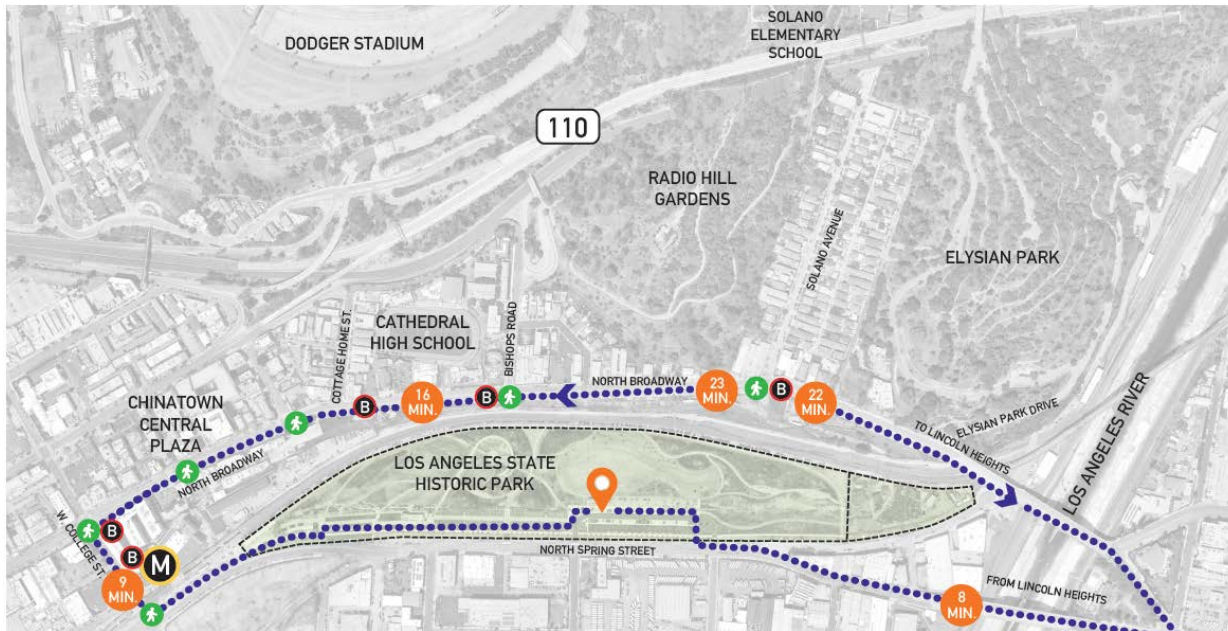 SOLANO
ELEMENTARY
SCHOOL
DODGER STADIUM
110
RADIO HILL
GARDENS
SOLANO AVENUE
ELYSIAN PARK
COTTAGE HOME ST.
CATHEDRAL
HIGH SCHOOL
BISHOPS ROAD
NORTH BROADWAY
23
MIN.
B
22
MIN.
B
16
MIN.
B
CHINATOWN
CENTRAL
PLAZA
NORTH BROADWAY
TO LINCOLN HEIGHTS
ELYSIAN PARK DRIVE
LOS ANGELES RIVER
LOS ANGELES STATE
HISTORIC PARK
W. COLLEGE ST.
B
B
M
NORTH SPRING STREET
9
MIN.
FROM LINCOLN HEIGHTS
8
MIN.